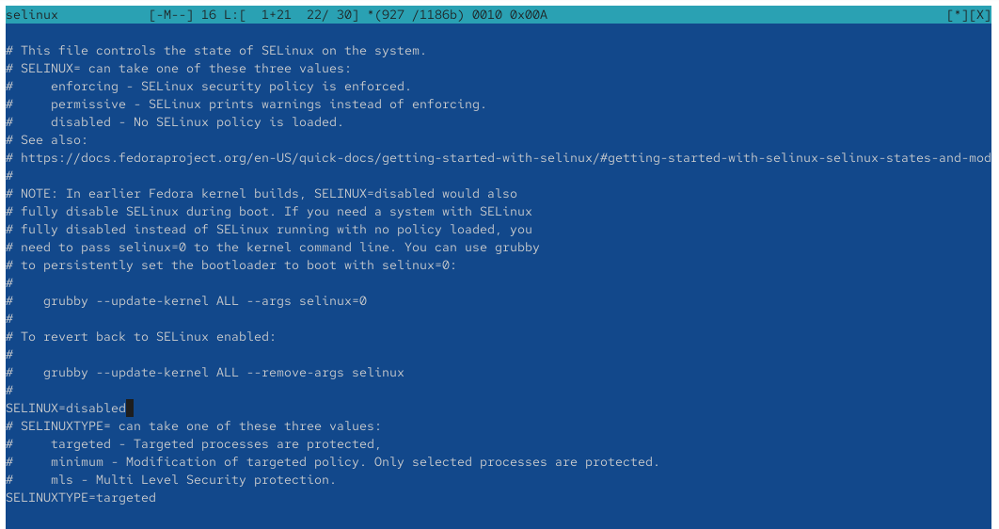 selinux            [-M--] 16 L:[  1+21  22/ 30] *(927 /1186b) 0010 0x00A                    [*][X]
# This file controls the state of SELinux on the system.
# SELINUX= can take one of these three values:
#     enforcing - SELinux security policy is enforced.
#     permissive - SELinux prints warnings instead of enforcing.
#     disabled - No SELinux policy is loaded.
# See also:
# https://docs.fedoraproject.org/en-US/quick-docs/getting-started-with-selinux/#getting-started-with-selinux-selinux-states-and-mod
#
# NOTE: In earlier Fedora kernel builds, SELINUX=disabled would also
# fully disable SELinux during boot. If you need a system with SELinux
# fully disabled instead of SELinux running with no policy loaded, you
# need to pass selinux=0 to the kernel command line. You can use grubby
# to persistently set the bootloader to boot with selinux=0:
#
#    grubby --update-kernel ALL --args selinux=0
#
# To revert back to SELinux enabled:
#
#    grubby --update-kernel ALL --remove-args selinux
#
SELINUX=disabled
# SELINUXTYPE= can take one of these three values:
#     targeted - Targeted processes are protected,
#     minimum - Modification of targeted policy. Only selected processes are protected.
#     mls - Multi Level Security protection.
SELINUXTYPE=targeted